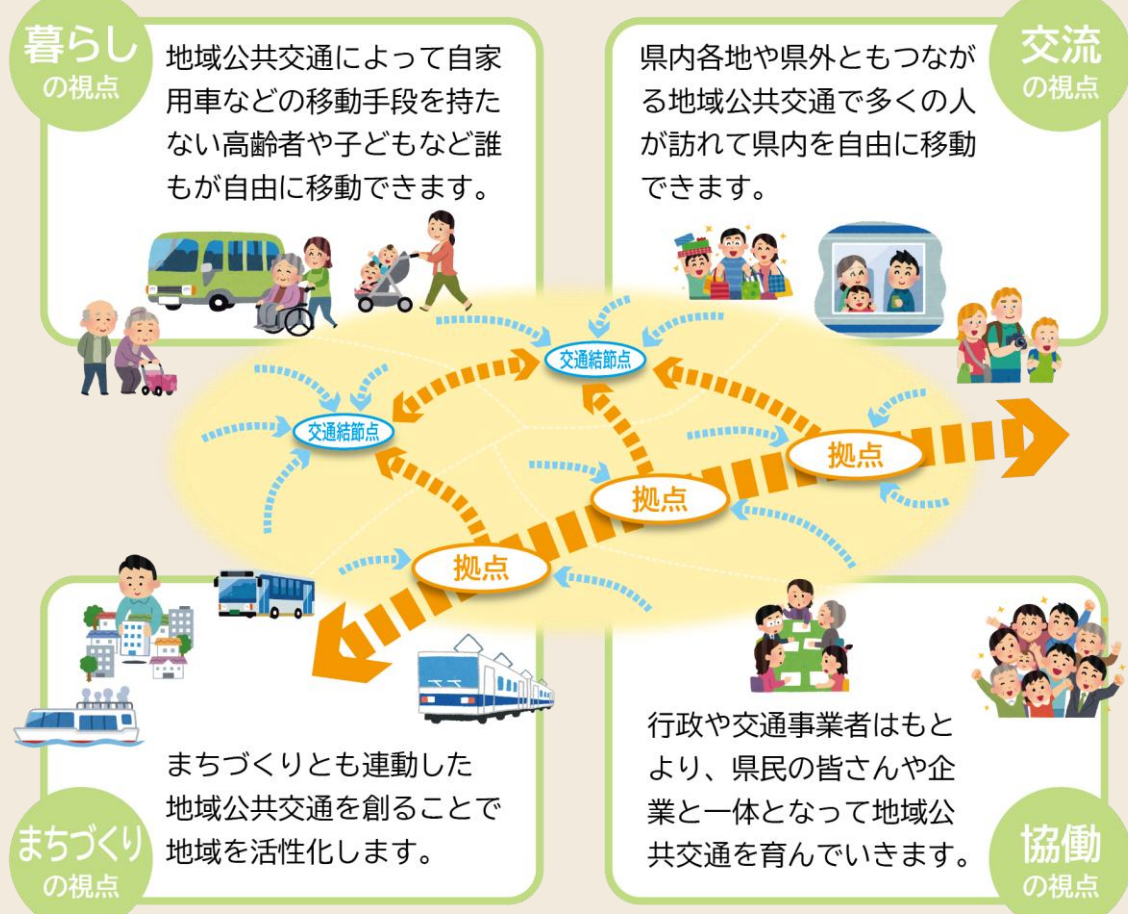 暮らし
の視点
地域公共交通によって自家
用車などの移動手段を持た
ない高齢者や子どもなど誰
もが自由に移動できます。
交流
の視点
県内各地や県外ともつなが
る地域公共交通で多くの人
が訪れて県内を自由に移動
できます。
交通結節点
交通結節点
拠点
拠点
拠点
まちづくり
の視点
まちづくりとも連動した
地域公共交通を創ることで
地域を活性化します。
協働
の視点
行政や交通事業者はもと
より、県民の皆さんや企
業と一体となって地域公
共交通を育んでいきます。